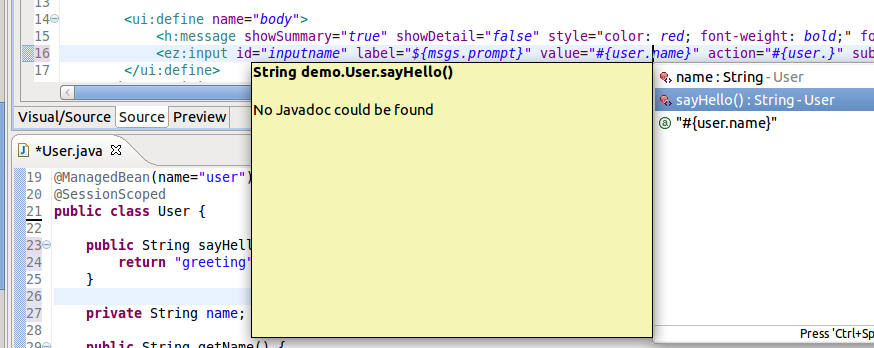 13
14 <ui:define name="body">
15 <h:message showSummary="true" showDetail="false" style="color: red; font-weight: bold;" fo
16 <ez:input id="inputname" label="${msgs.prompt}" value="#{user.name}" action="#{user.}" sub
17 </ui:define>
String demo.User.sayHello()
No Javadoc could be found
name : String - User
sayHello() : String - User
"#{user.name}"
Press 'Ctrl+Sp
Visual/Source Source Preview
*User.java
19 @ManagedBean(name="user")
20 @SessionScoped
21 public class User {
22
23 public String sayHell
24 return "greeting"
25 }
26
27 private String name;
28
29 public String getName() {